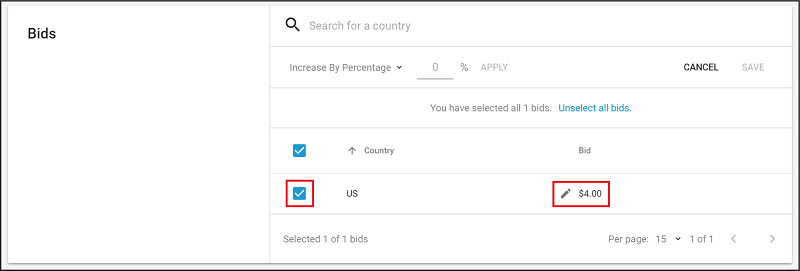 Bids
Search for a country
Increase By Percentage 0 % APPLY CANCEL SAVE
You have selected all 1 bids. Unselect all bids.
Country Bid
US $4.00
Selected 1 of 1 bids Per page: 15 1 of 1